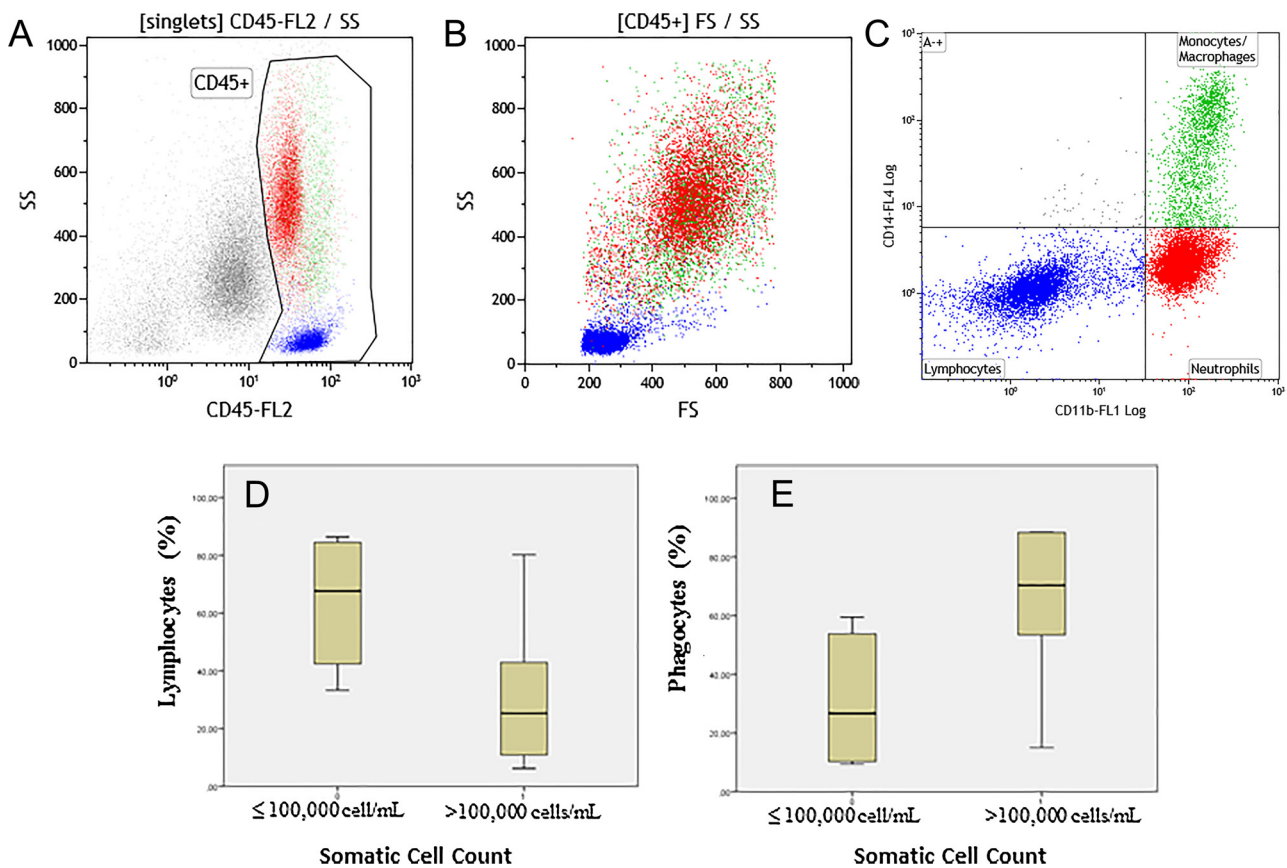 A
[singlets] CD45-FL2 / SS
CD45+
SS
1000
800
600
400
200
0
10⁰
10¹
10²
10³
CD45-FL2
B
[CD45+] FS / SS
SS
1000
800
600
400
200
0
0
200
400
600
800
1000
FS
C
A-+
Monocytes/
Macrophages
CD14-FL4 Log
10³
10²
10¹
10⁰
Lymphocytes
Neutrophils
10⁰
10¹
10²
10³
CD11b-FL1 Log
D
Lymphocytes (%)
100,00
80,00
60,00
40,00
20,00
,00
≤ 100,000 cell/mL
>100,000 cells/mL
Somatic Cell Count
E
Phagocytes (%)
100,00
80,00
60,00
40,00
20,00
,00
≤ 100,000 cell/mL
>100,000 cells/mL
Somatic Cell Count